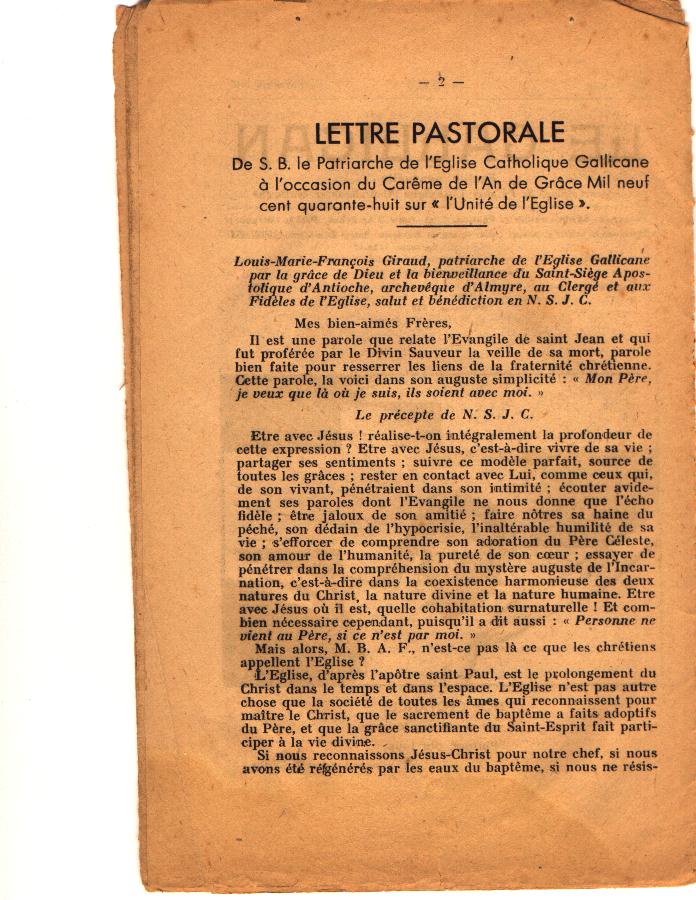 — 2 —
LETTRE PASTORALE
De S. B. le Patriarche de l'Eglise Catholique Gallicane
à l'occasion du Carême de l'An de Grâce Mil neuf
cent quarante-huit sur « l'Unité de l'Eglise ».
Louis-Marie-François Giraud, patriarche de l'Eglise Gallicane
par la grâce de Dieu et la bienveillance du Saint-Siège Apos-
tolique d'Antioche, archevêque d'Almyre, au Clergé et aux
Fidèles de l'Eglise, salut et bénédiction en N. S. J. C.
Mes bien-aimés Frères,
Il est une parole que relate l'Evangile de saint Jean et qui
fut proférée par le Divin Sauveur la veille de sa mort, parole
bien faite pour resserrer les liens de la fraternité chrétienne.
Cette parole, la voici dans son auguste simplicité : « Mon Père,
je veux que là où je suis, ils soient avec moi. »
Le précepte de N. S. J. C.
Etre avec Jésus ! réalise-t-on intégralement la profondeur de
cette expression ? Etre avec Jésus, c'est-à-dire vivre de sa vie ;
partager ses sentiments ; suivre ce modèle parfait, source de
toutes les grâces ; rester en contact avec Lui, comme ceux qui,
de son vivant, pénétraient dans son intimité ; écouter avide-
ment ses paroles dont l'Evangile ne nous donne que l'écho
fidèle ; être jaloux de son amitié ; faire nôtres sa haine du
péché, son dédain de l'hypocrisie, l'inaltérable humilité de sa
vie ; s'efforcer de comprendre son adoration du Père Céleste,
son amour de l'humanité, la pureté de son cœur ; essayer de
pénétrer dans la compréhension du mystère auguste de l'Incar-
nation, c'est-à-dire dans la coexistence harmonieuse des deux
natures du Christ, la nature divine et la nature humaine. Etre
avec Jésus où il est, quelle cohabitation surnaturelle ! Et com-
bien nécessaire cependant, puisqu'il a dit aussi : « Personne ne
vient au Père, si ce n'est par moi. »
Mais alors, M. B. A. F., n'est-ce pas là ce que les chrétiens
appellent l'Eglise ?
L'Eglise, d'après l'apôtre saint Paul, est le prolongement du
Christ dans le temps et dans l'espace. L'Eglise n'est pas autre
chose que la société de toutes les âmes qui reconnaissent pour
maître le Christ, que le sacrement de baptême a faits adoptifs
du Père, et que la grâce sanctifiante du Saint-Esprit fait parti-
ciper à la vie divine.
Si nous reconnaissons Jésus-Christ pour notre chef, si nous
avons été régénérés par les eaux du baptême, si nous ne résis-